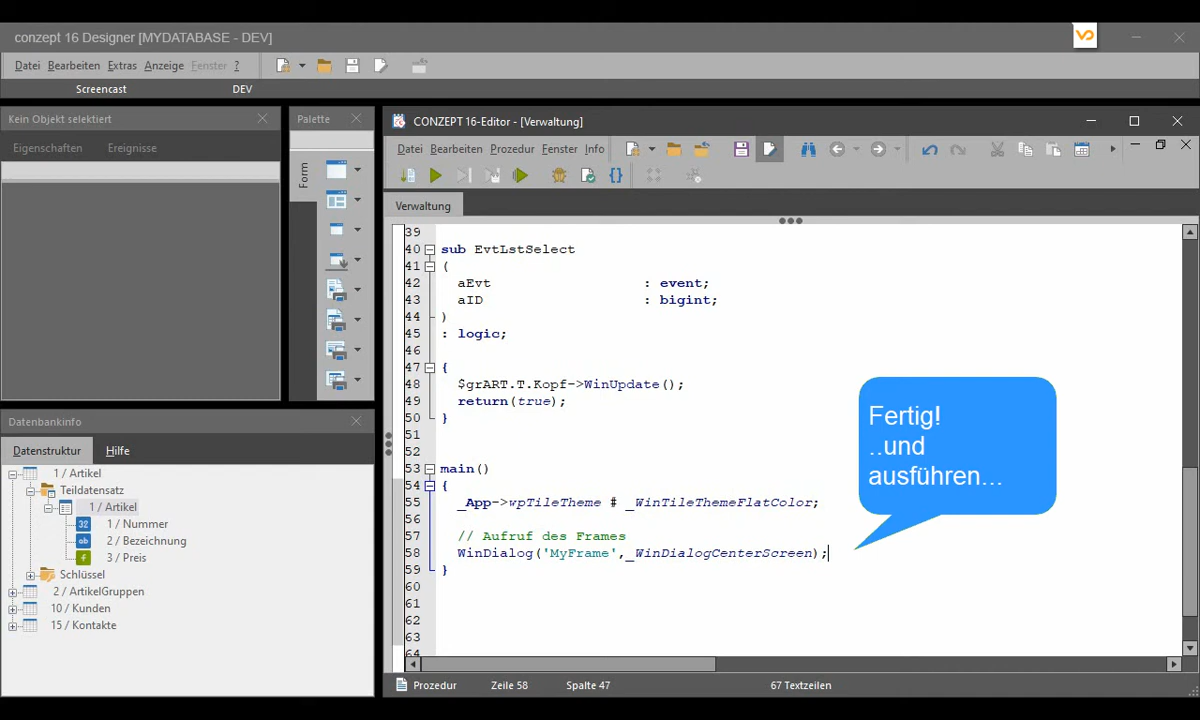 conzept 16 Designer [MYDATABASE - DEV]
Datei Bearbeiten Extras Anzeige Fenster ?
Screencast DEV
Kein Objekt selektiert
Eigenschaften Ereignisse
Palette
Form
CONZEPT 16-Editor - [Verwaltung]
Datei Bearbeiten Prozedur Fenster Info
Verwaltung
39
40 sub EvtLstSelect
41 (
42 aEvt : event;
43 aID : bigint;
44 )
45 : logic;
46
47 {
48 $grART.T.Kopf->WinUpdate();
49 return(true);
50 }
51
52
53 main()
54 {
55 _App->wpTileTheme # _WinTileThemeFlatColor;
56
57 // Aufruf des Frames
58 WinDialog('MyFrame',_WinDialogCenterScreen);
59 }
60
61
62
63
64
Fertig!
..und
ausführen...
Datenbankinfo
Datenstruktur Hilfe
1 / Artikel
Teildatensatz
1 / Artikel
32 1 / Nummer
ab 2 / Bezeichnung
f 3 / Preis
Schlüssel
2 / ArtikelGruppen
10 / Kunden
15 / Kontakte
Prozedur Zeile 58 Spalte 47 67 Textzeilen